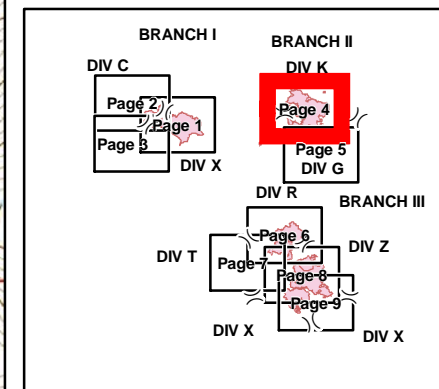 BRANCH I
BRANCH II
DIV C
DIV K
Page 2
Page 1
Page 4
Page 3
Page 5
DIV X
DIV G
DIV R
BRANCH III
Page 6
DIV Z
DIV T
Page 7
Page 8
Page 9
DIV X
DIV X